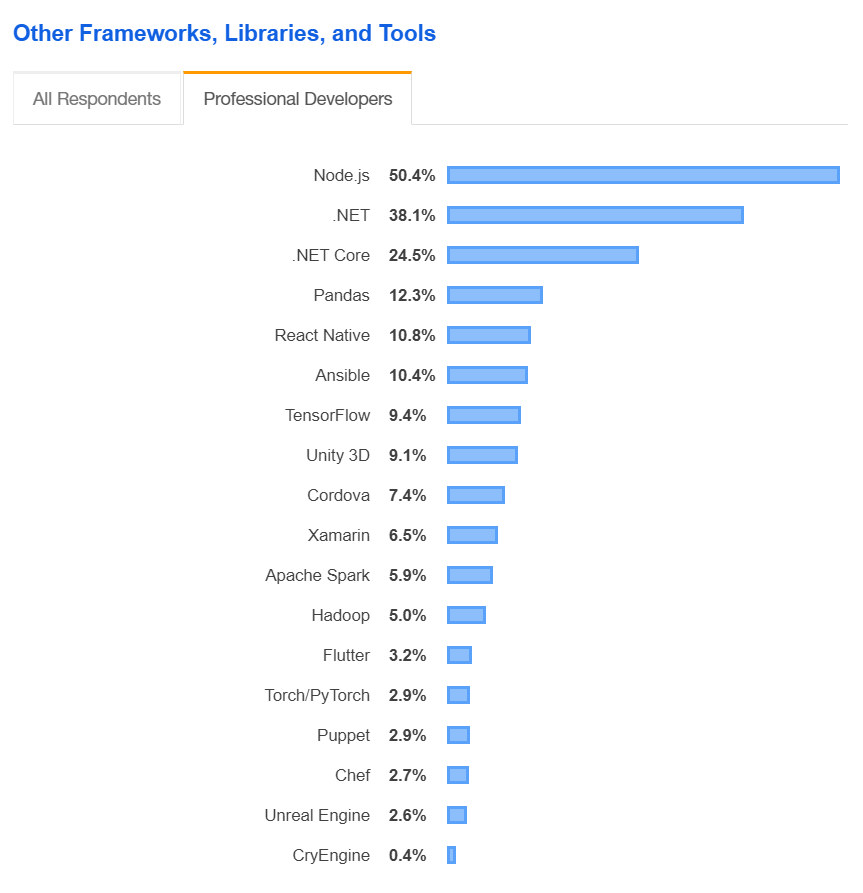 Other Frameworks, Libraries, and Tools
All Respondents Professional Developers
Node.js 50.4%
.NET 38.1%
.NET Core 24.5%
Pandas 12.3%
React Native 10.8%
Ansible 10.4%
TensorFlow 9.4%
Unity 3D 9.1%
Cordova 7.4%
Xamarin 6.5%
Apache Spark 5.9%
Hadoop 5.0%
Flutter 3.2%
Torch/PyTorch 2.9%
Puppet 2.9%
Chef 2.7%
Unreal Engine 2.6%
CryEngine 0.4%